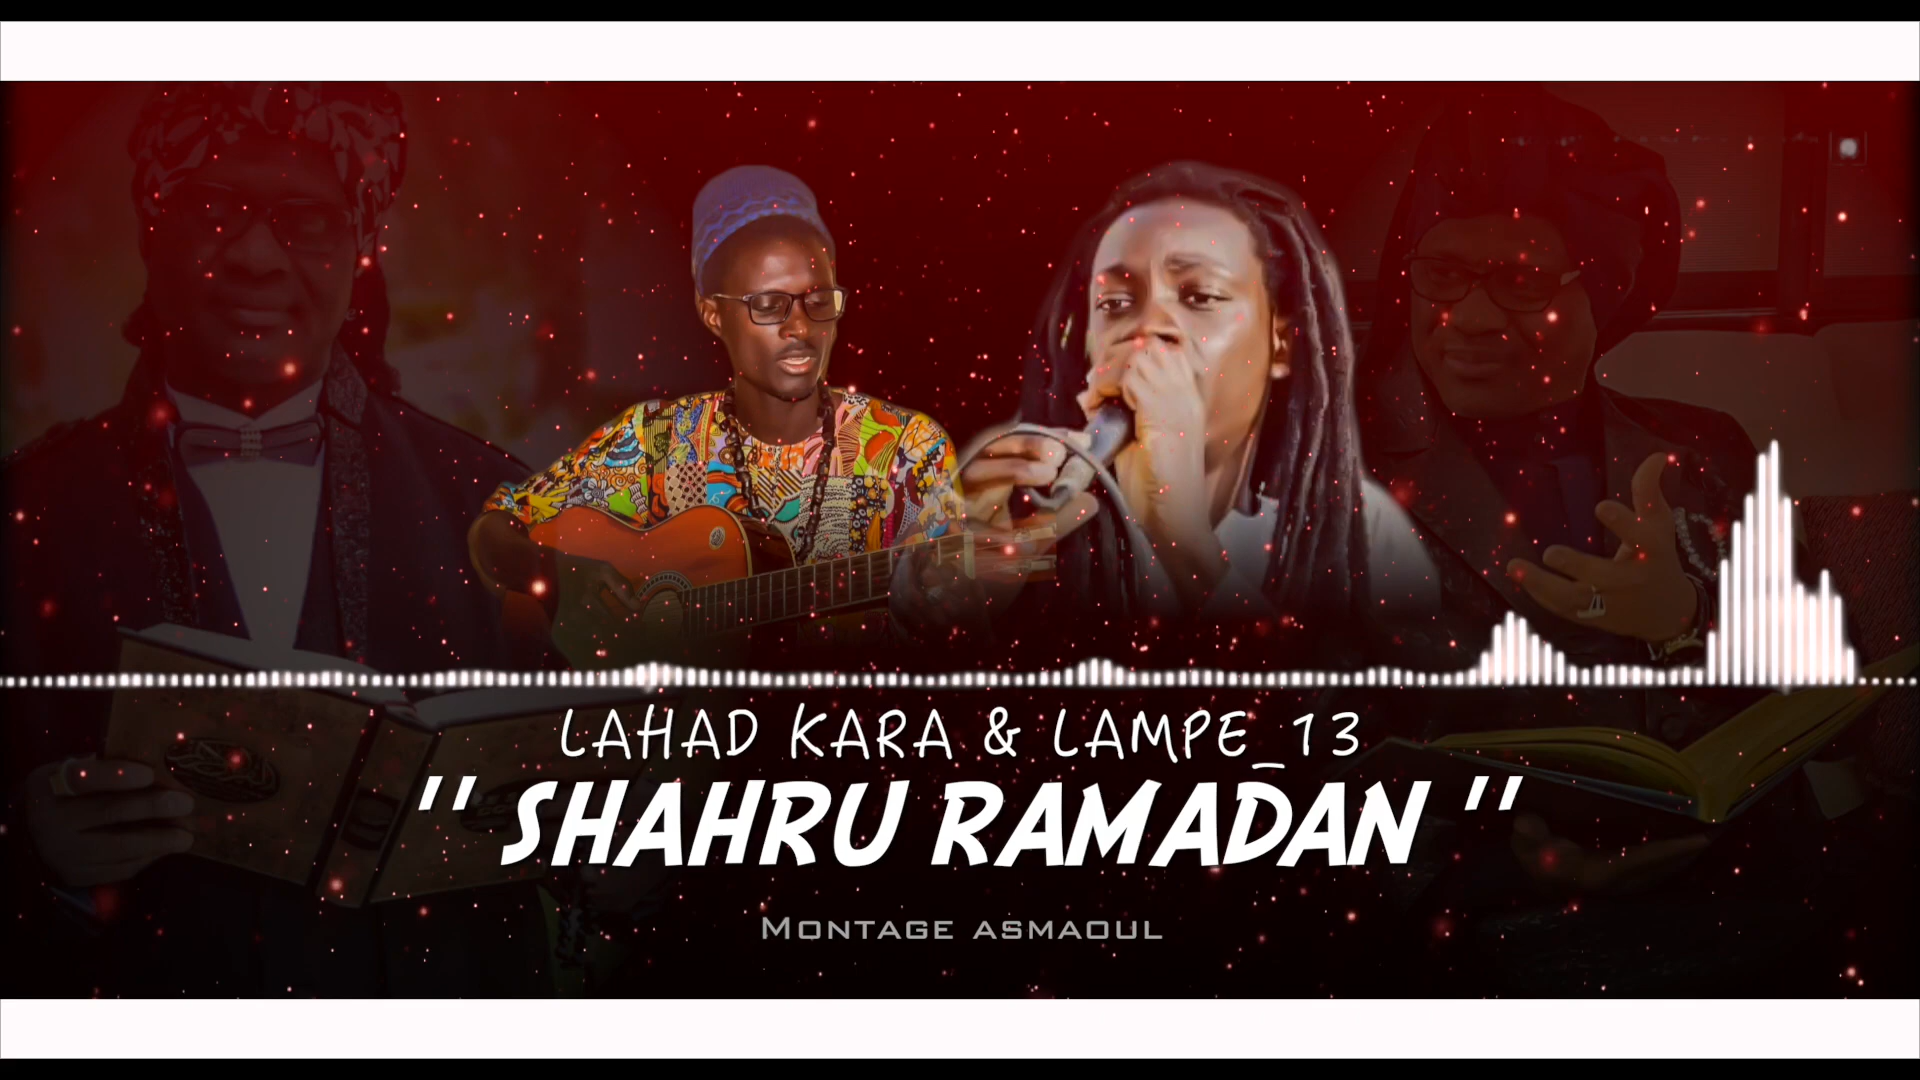 LAHAD KARA & LAMPE_13
" SHAHRU RAMADAN "
MONTAGE ASMAOUL